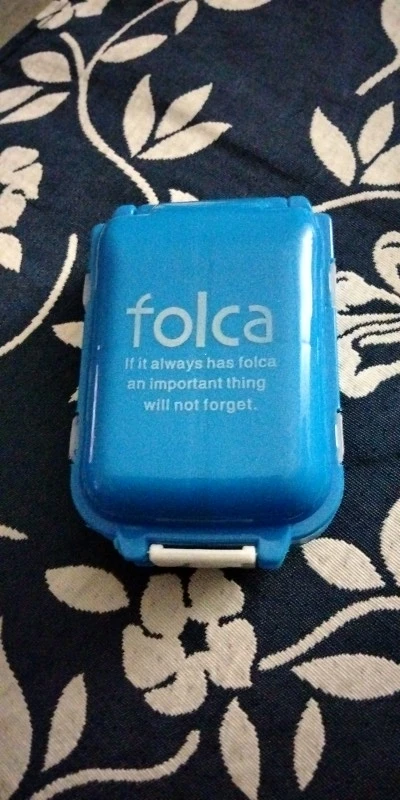 folca
If it always has folca
an important thing
will not forget.